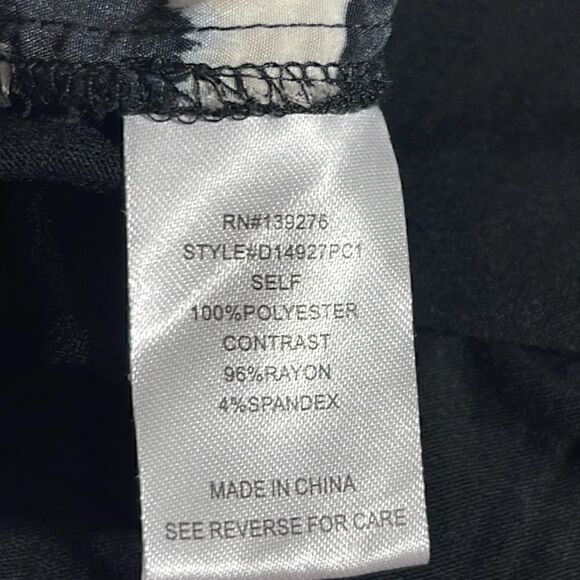 RN#139276
STYLE#D14927PC1
SELF
100%POLYESTER
CONTRAST
96%RAYON
4%SPANDEX
MADE IN CHINA
SEE REVERSE FOR CARE